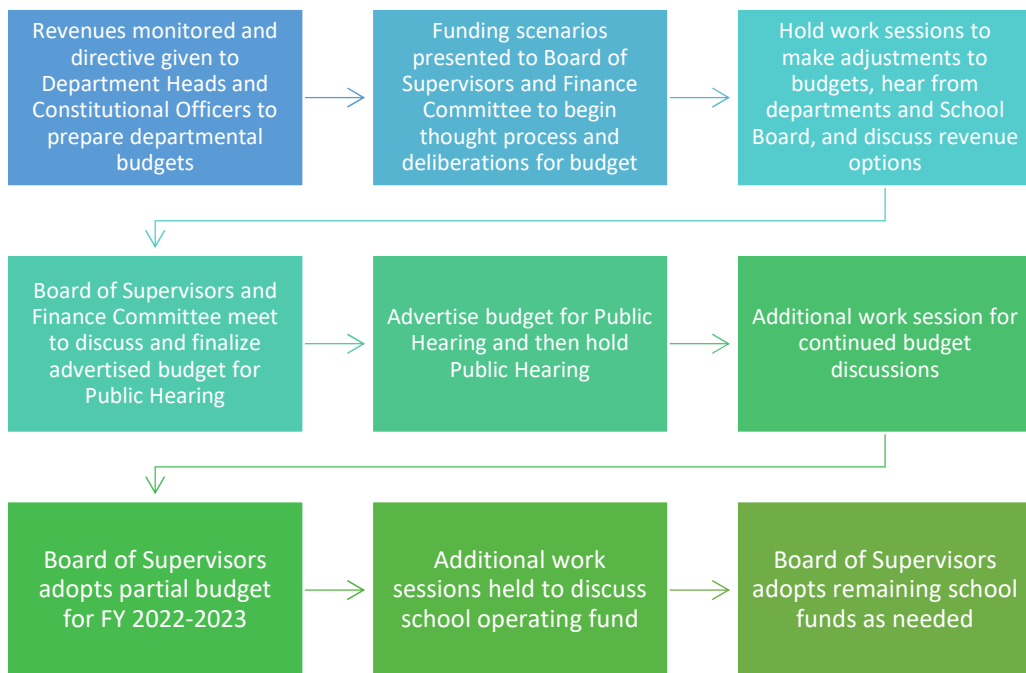 Revenues monitored and
directive given to
Department Heads and
Constitutional Officers to
prepare departmental
budgets
Funding scenarios
presented to Board of
Supervisors and Finance
Committee to begin
thought process and
deliberations for budget
Hold work sessions to
make adjustments to
budgets, hear from
departments and School
Board, and discuss revenue
options
Board of Supervisors and
Finance Committee meet
to discuss and finalize
advertised budget for
Public Hearing
Advertise budget for Public
Hearing and then hold
Public Hearing
Additional work session for
continued budget
discussions
Board of Supervisors
adopts partial budget
for FY 2022-2023
Additional work
sessions held to discuss
school operating fund
Board of Supervisors
adopts remaining school
funds as needed